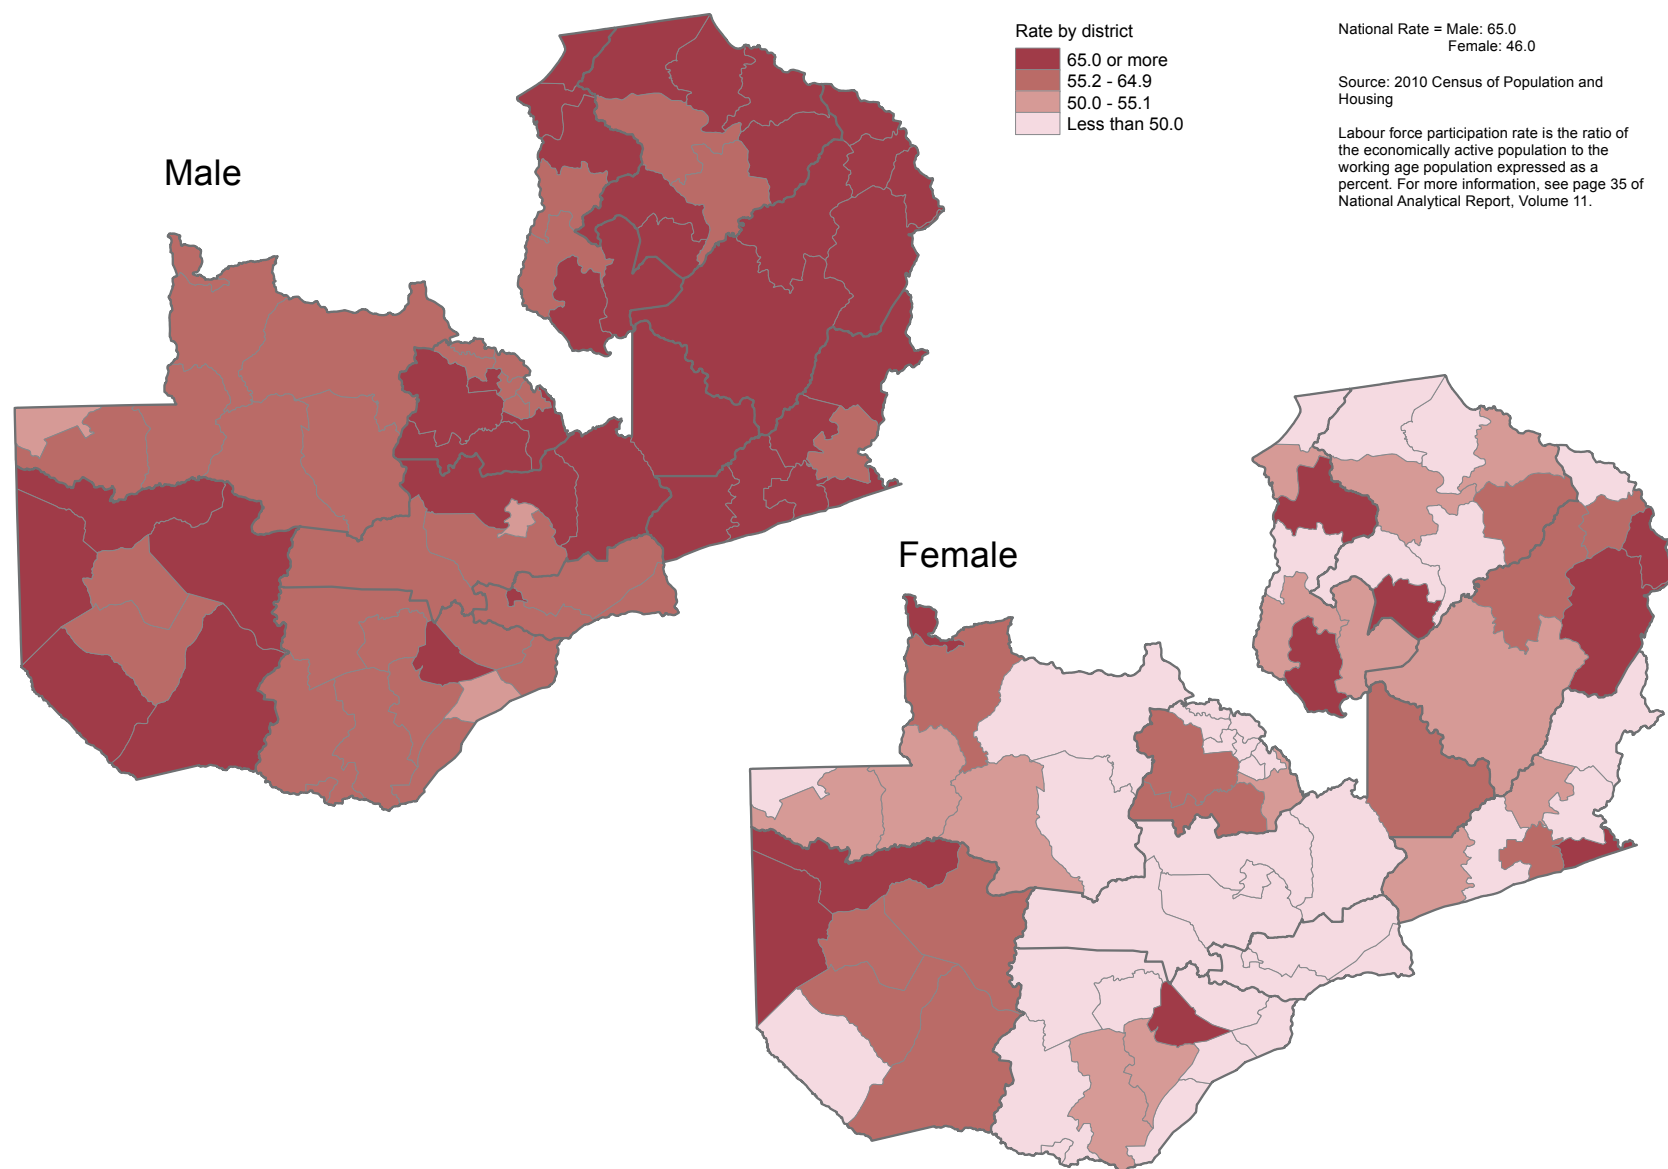 Rate by district
65.0 or more
55.2 - 64.9
50.0 - 55.1
Less than 50.0
National Rate = Male: 65.0
Female: 46.0
Source: 2010 Census of Population and
Housing
Labour force participation rate is the ratio of
the economically active population to the
working age population expressed as a
percent. For more information, see page 35 of
National Analytical Report, Volume 11.
Male
Female